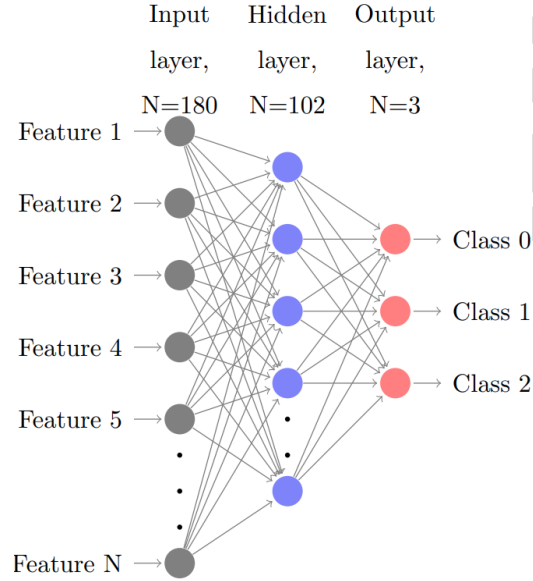 Input
layer,
N=180
Hidden
layer,
N=102
Output
layer,
N=3
Feature 1
Feature 2
Feature 3
Feature 4
Feature 5
Feature N
Class 0
Class 1
Class 2